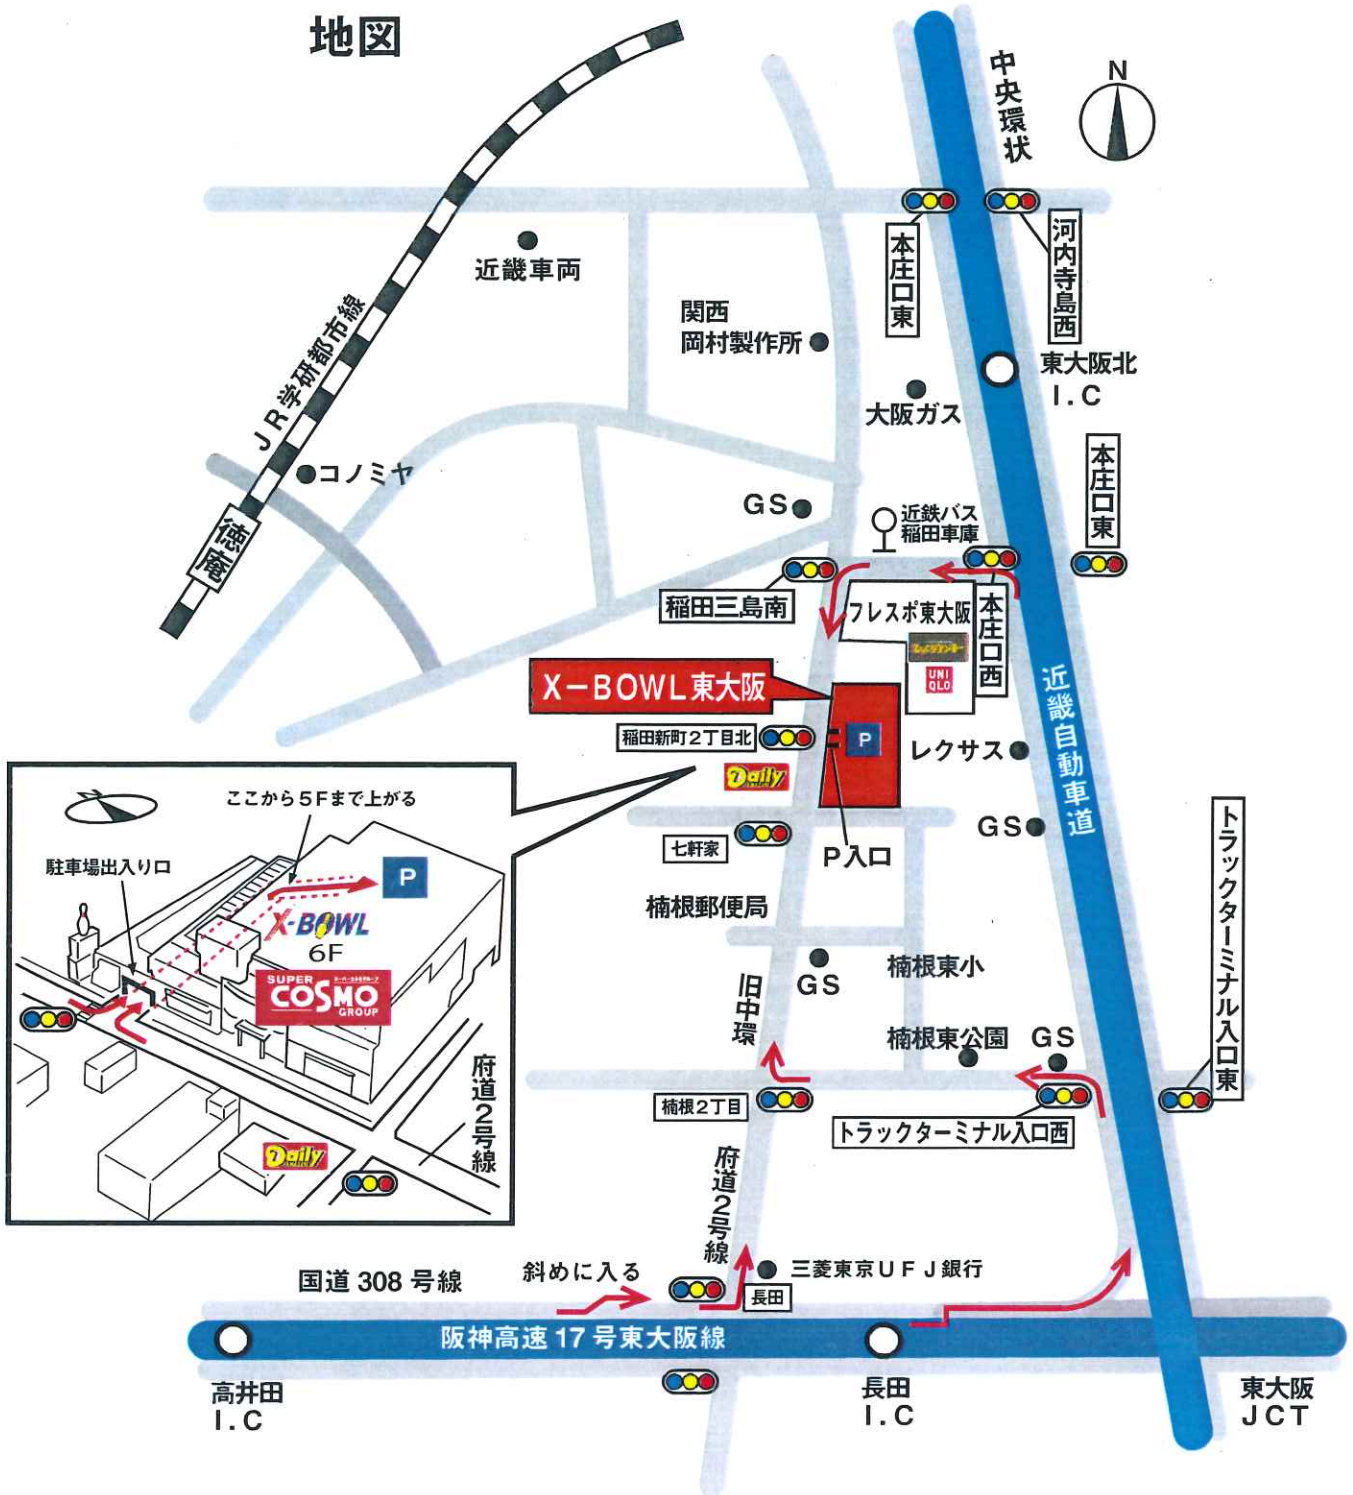 地図
N
中央環状
本庄口東
河内寺島西
近畿車両
関西
岡村製作所
東大阪北
I.C
大阪ガス
JR学研都市線
コノミヤ
徳庵
GS
近鉄バス
稲田車庫
本庄口東
稲田三島南
フレスポ東大阪
本庄口西
UNI
QLO
X-BOWL東大阪
稲田新町2丁目北
P
レクサス
近畿自動車道
Daily
GS
七軒家
P入口
トラックターミナル入口東
楠根郵便局
GS
楠根東小
旧中環
楠根東公園
GS
楠根2丁目
トラックターミナル入口西
府道2号線
N
ここから5Fまで上がる
駐車場出入り口
P
X-BOWL
6F
SUPER
COSMO
GROUP
府道2号線
Daily
国道308号線
斜めに入る
三菱東京UFJ銀行
長田
阪神高速17号東大阪線
高井田
I.C
長田
I.C
東大阪
JCT